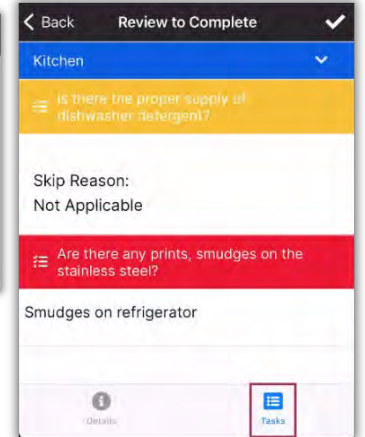 Back Review to Complete
Kitchen
Is there the proper supply of
dishwasher detergent?
Skip Reason:
Not Applicable
Are there any prints, smudges on the
stainless steel?
Smudges on refrigerator
Details Tasks